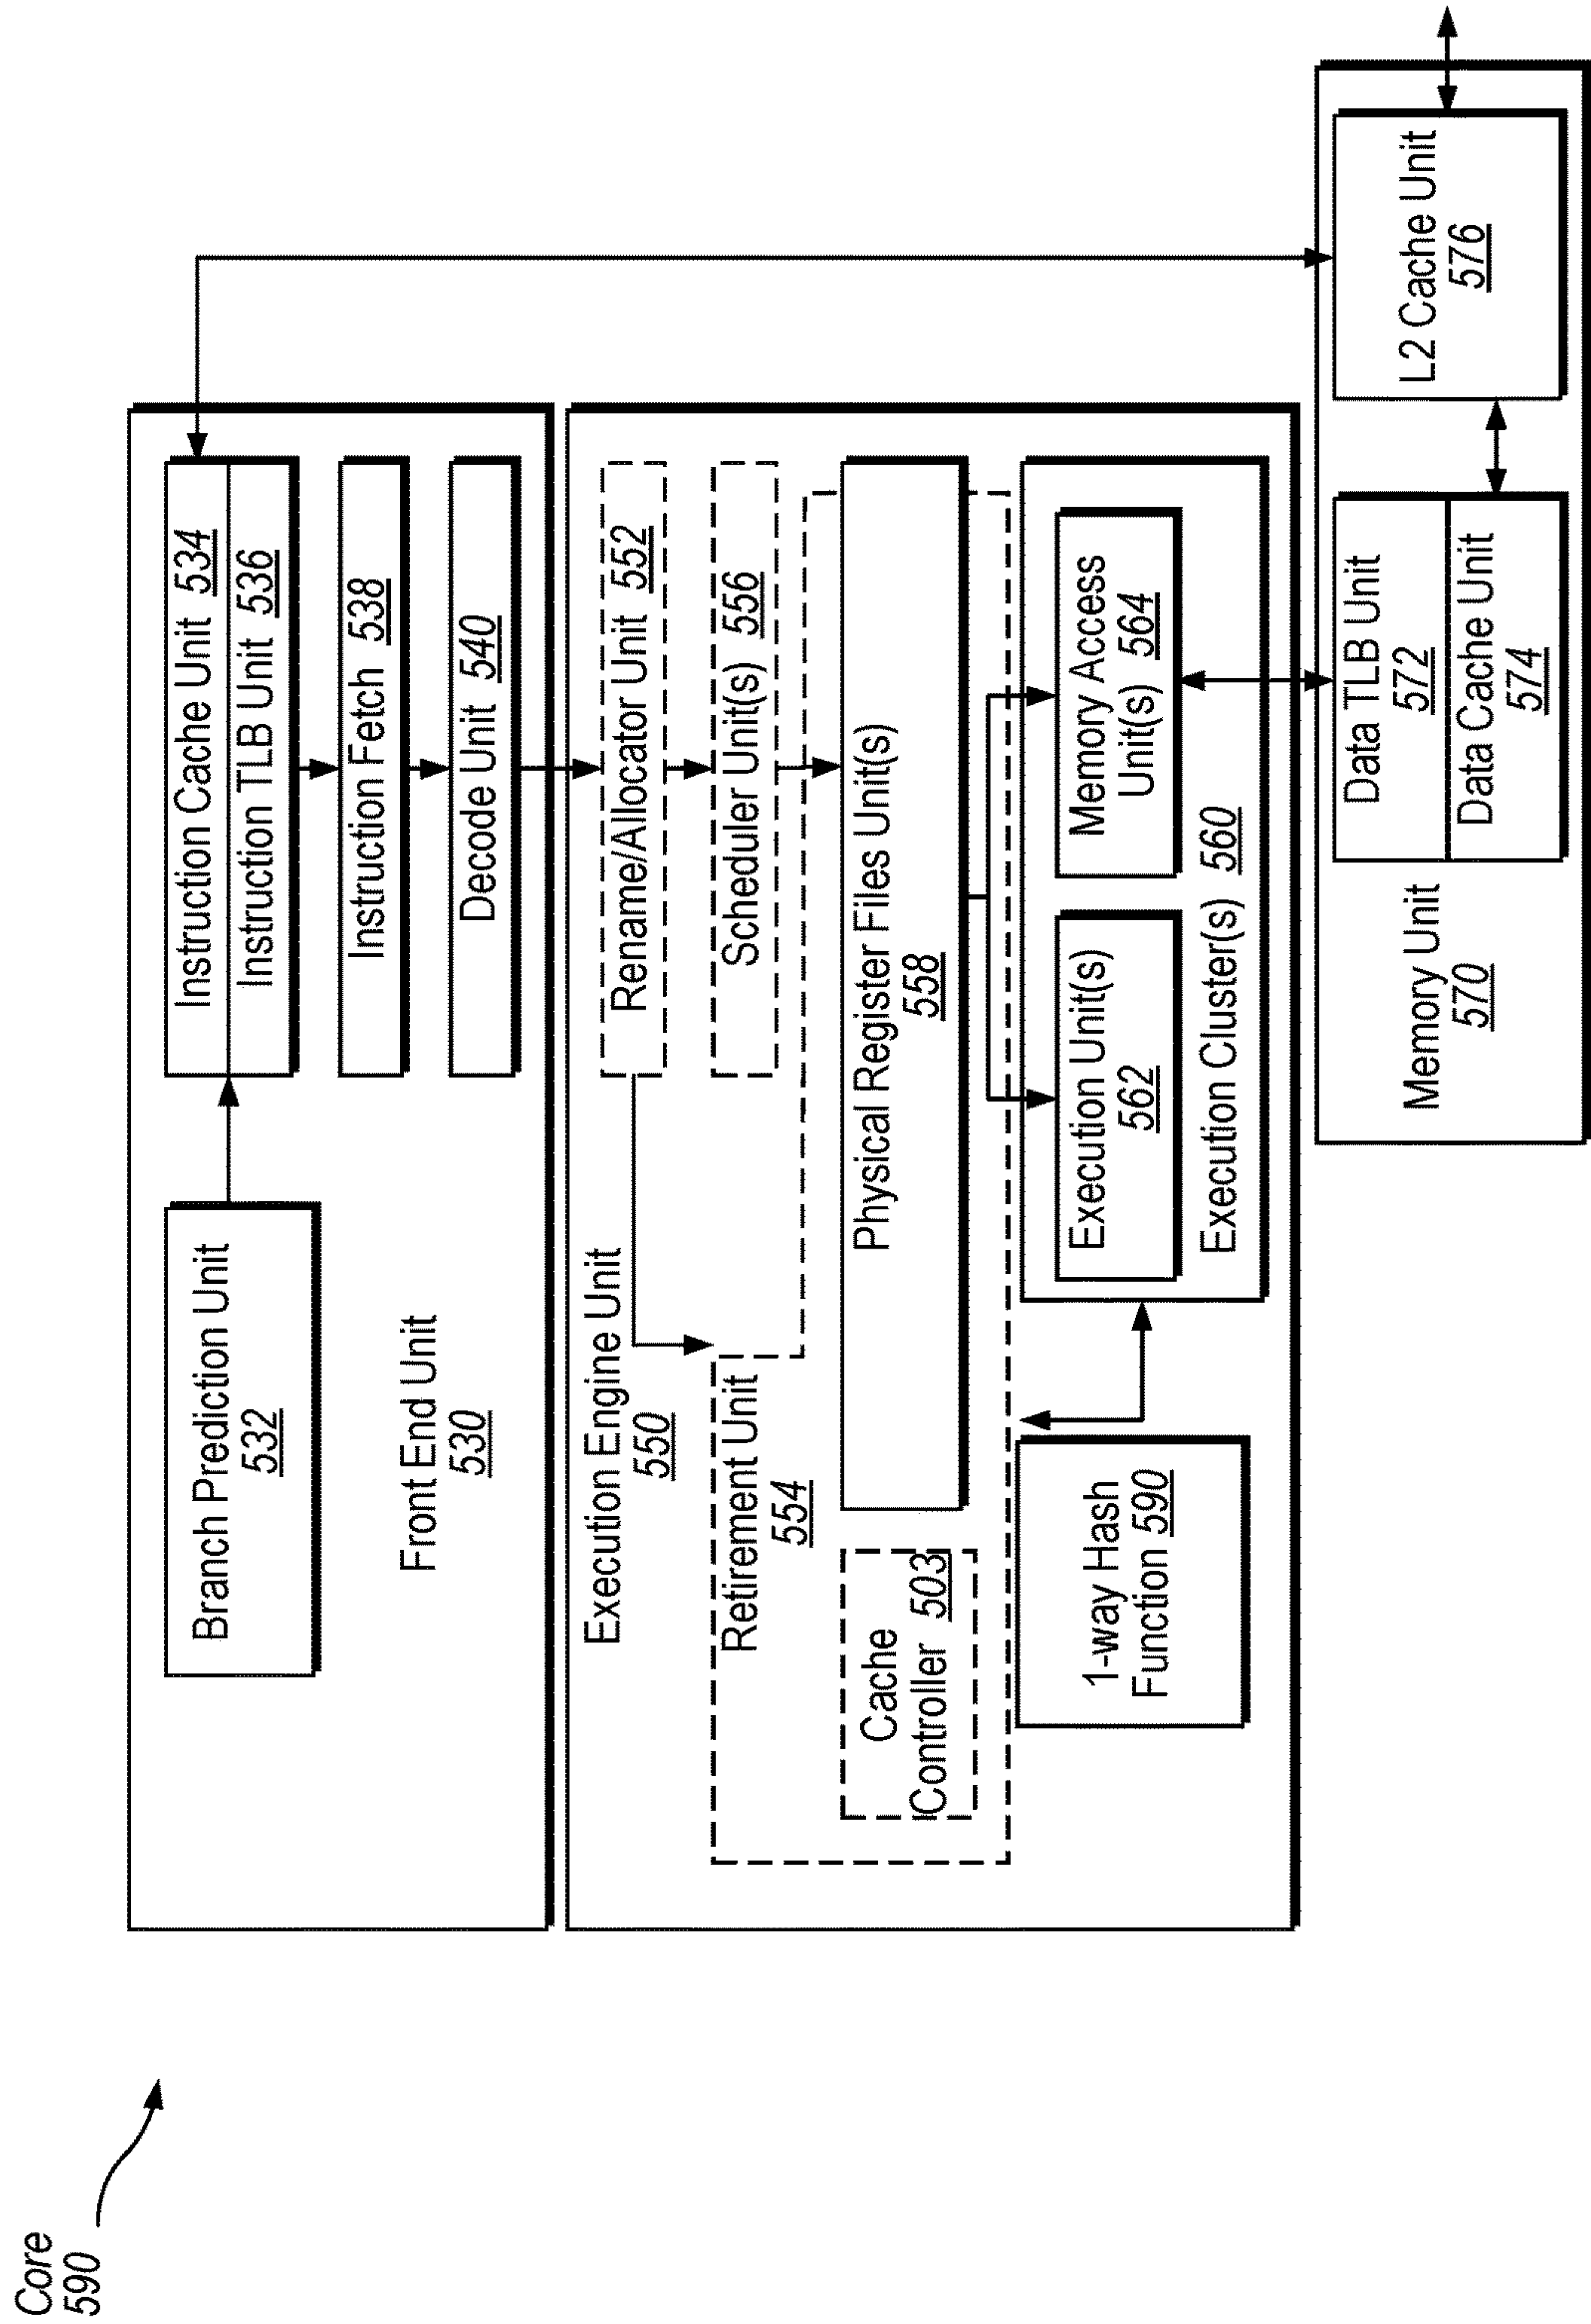 Core
590
Branch Prediction Unit
532
Instruction Cache Unit 534
Instruction TLB Unit 536
Instruction Fetch 538
Front End Unit
530
Decode Unit 540
Execution Engine Unit
550
Rename/Allocator Unit 552
Retirement Unit
554
Scheduler Unit(s) 556
Cache
Controller 503
Physical Register Files Unit(s)
558
1-way Hash
Function 590
Execution Unit(s)
562
Memory Access
Unit(s) 564
Execution Cluster(s) 560
Memory Unit
570
Data TLB Unit
572
Data Cache Unit
574
L2 Cache Unit
576